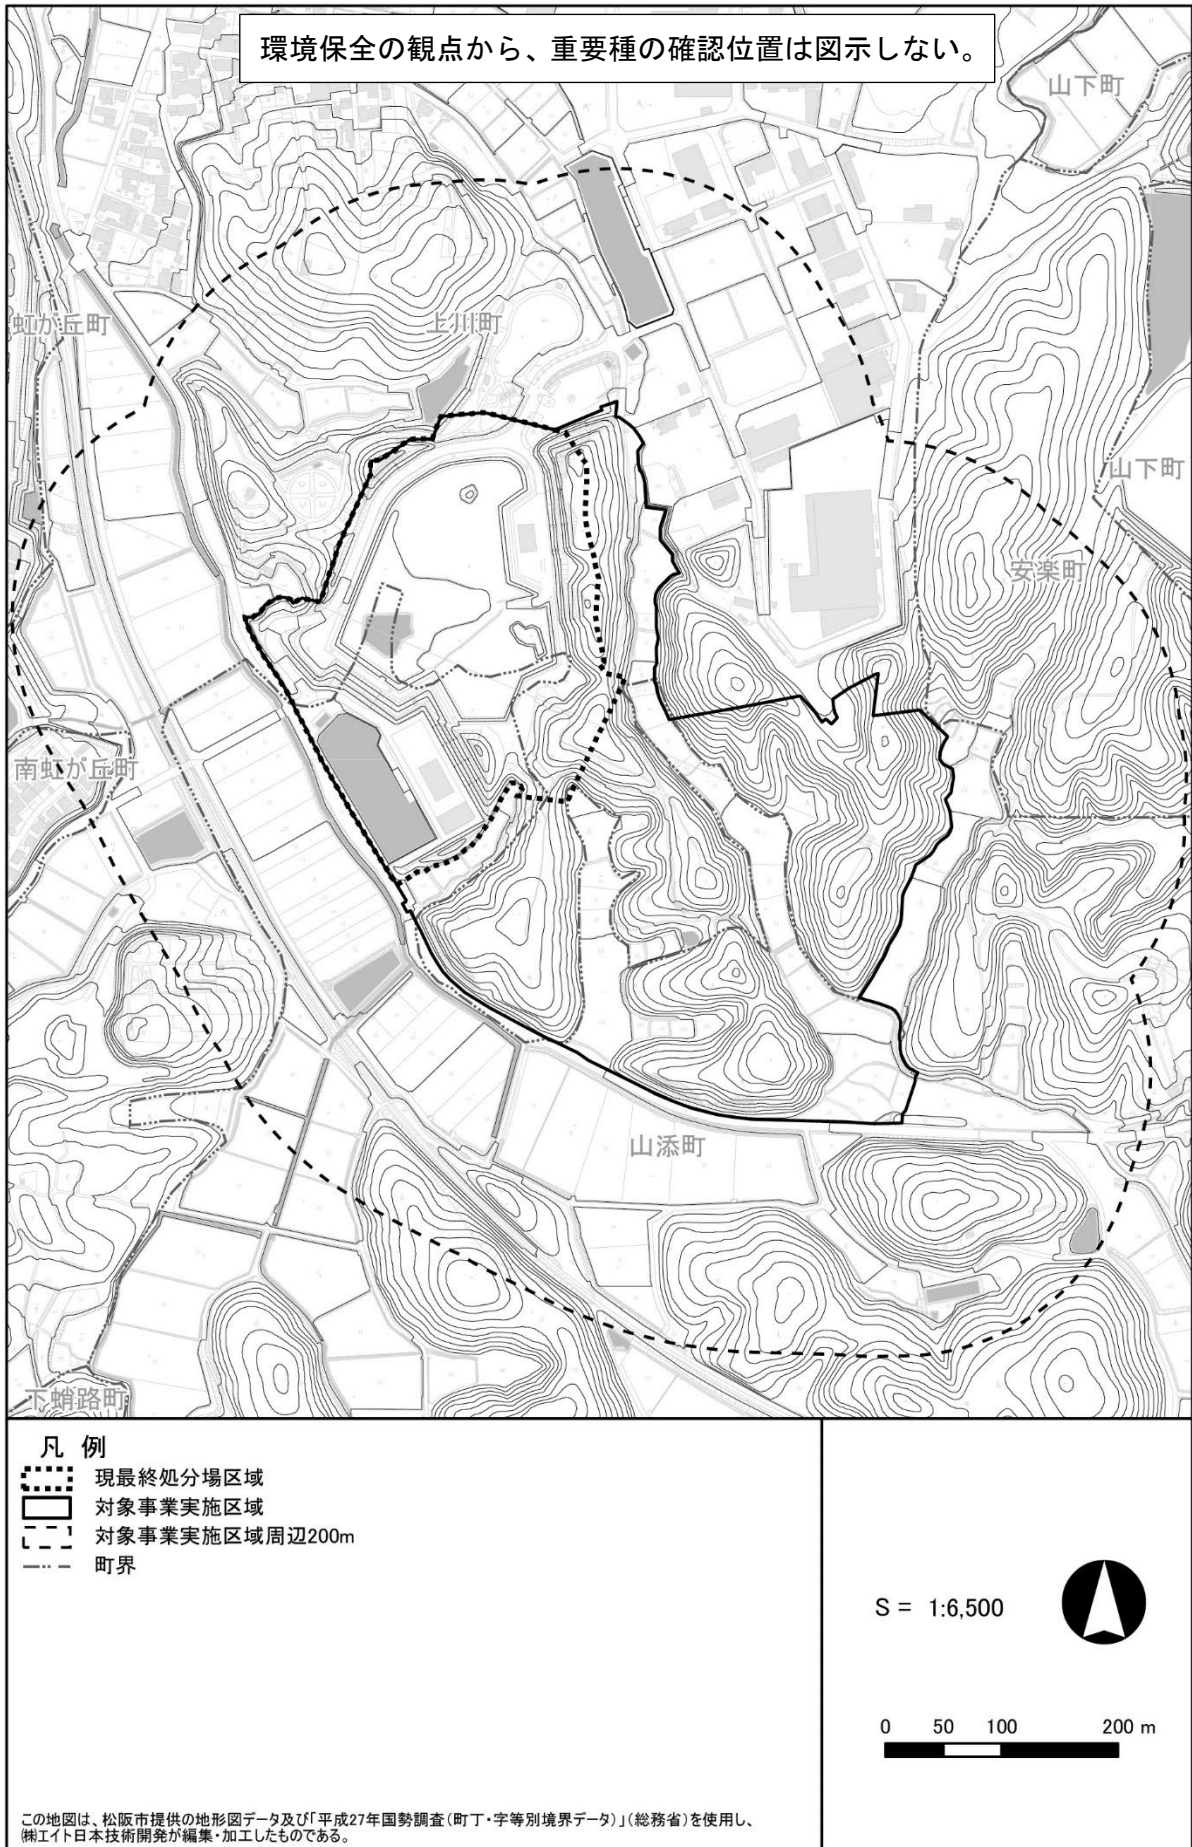 環境保全の観点から、重要種の確認位置は図示しない。
山下町
虹が丘町
上川町
山下町
安楽町
南虹が丘町
山添町
下蛸路町
凡 例
現最終処分場区域
対象事業実施区域
対象事業実施区域周辺200m
町界
S = 1:6,500
0 50 100 200 m
この地図は、松阪市提供の地形図データ及び「平成27年国勢調査(町丁・字等別境界データ)」(総務省)を使用し、
㈱エイト日本技術開発が編集・加工したものである。